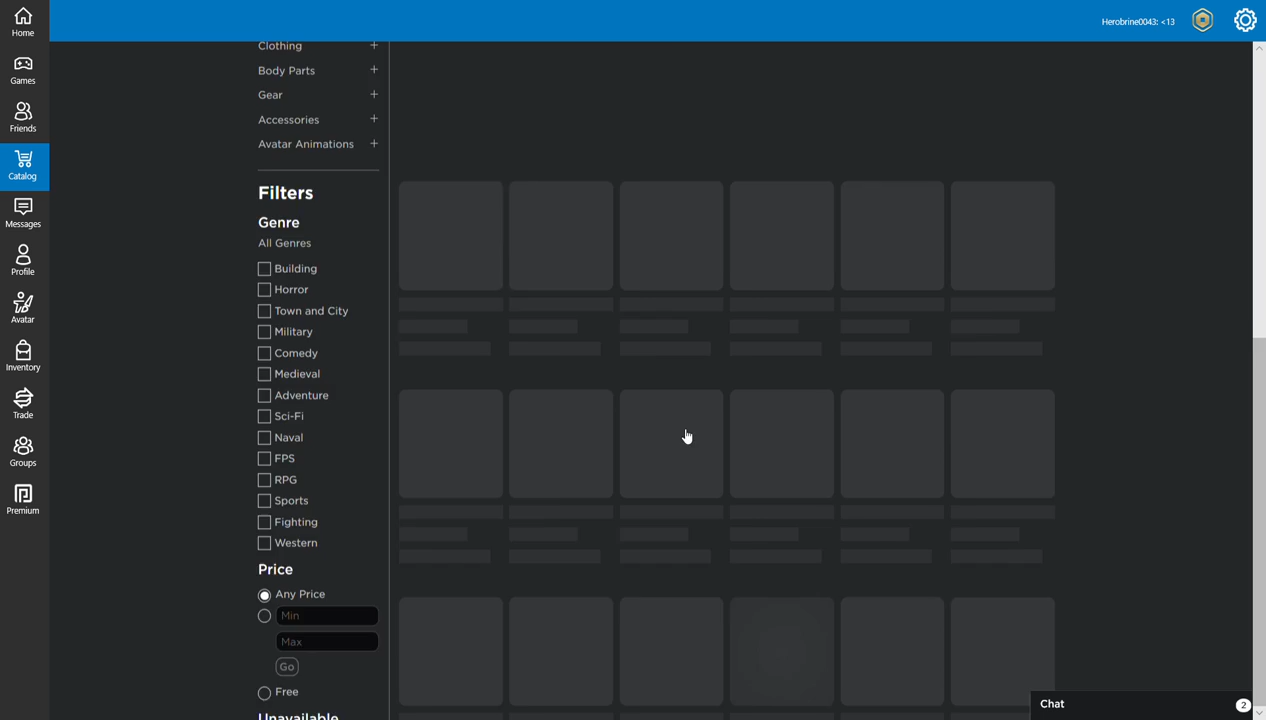 Home
Games
Friends
Catalog
Messages
Profile
Avatar
Inventory
Trade
Groups
Premium
Herobrine0043: <13
Clothing +
Body Parts +
Gear +
Accessories +
Avatar Animations +
Filters
Genre
All Genres
Building
Horror
Town and City
Military
Comedy
Medieval
Adventure
Sci-Fi
Naval
FPS
RPG
Sports
Fighting
Western
Price
Any Price
Min
Max
Go
Free
Unavailable
Chat 2